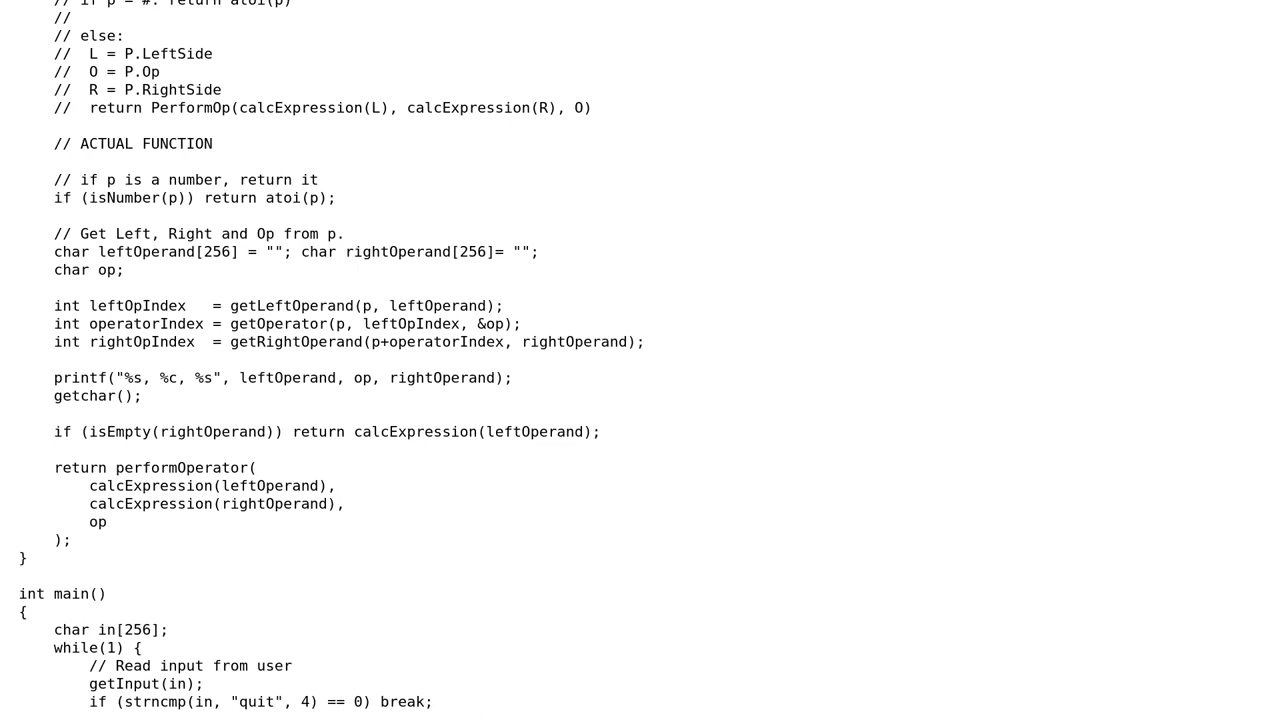 // if p = #: return atoi(p)
//
// else:
//  L = P.LeftSide
//  O = P.Op
//  R = P.RightSide
//  return PerformOp(calcExpression(L), calcExpression(R), O)
// ACTUAL FUNCTION
// if p is a number, return it
if (isNumber(p)) return atoi(p);
// Get Left, Right and Op from p.
char leftOperand[256] = ""; char rightOperand[256]= "";
char op;
int leftOpIndex   = getLeftOperand(p, leftOperand);
int operatorIndex = getOperator(p, leftOpIndex, &op);
int rightOpIndex  = getRightOperand(p+operatorIndex, rightOperand);
printf("%s, %c, %s", leftOperand, op, rightOperand);
getchar();
if (isEmpty(rightOperand)) return calcExpression(leftOperand);
return performOperator(
calcExpression(leftOperand),
calcExpression(rightOperand),
op
);
}
int main()
{
char in[256];
while(1) {
// Read input from user
getInput(in);
if (strncmp(in, "quit", 4) == 0) break;